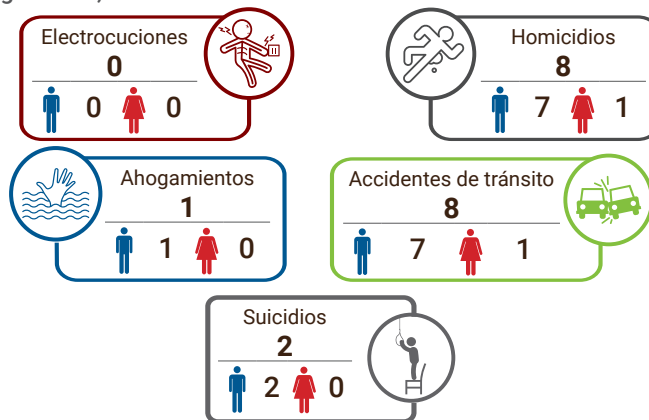 Electrocuciones
0
0 0
Homicidios
8
7 1
Ahogamientos
1
1 0
Accidentes de tránsito
8
7 1
Suicidios
2
2 0